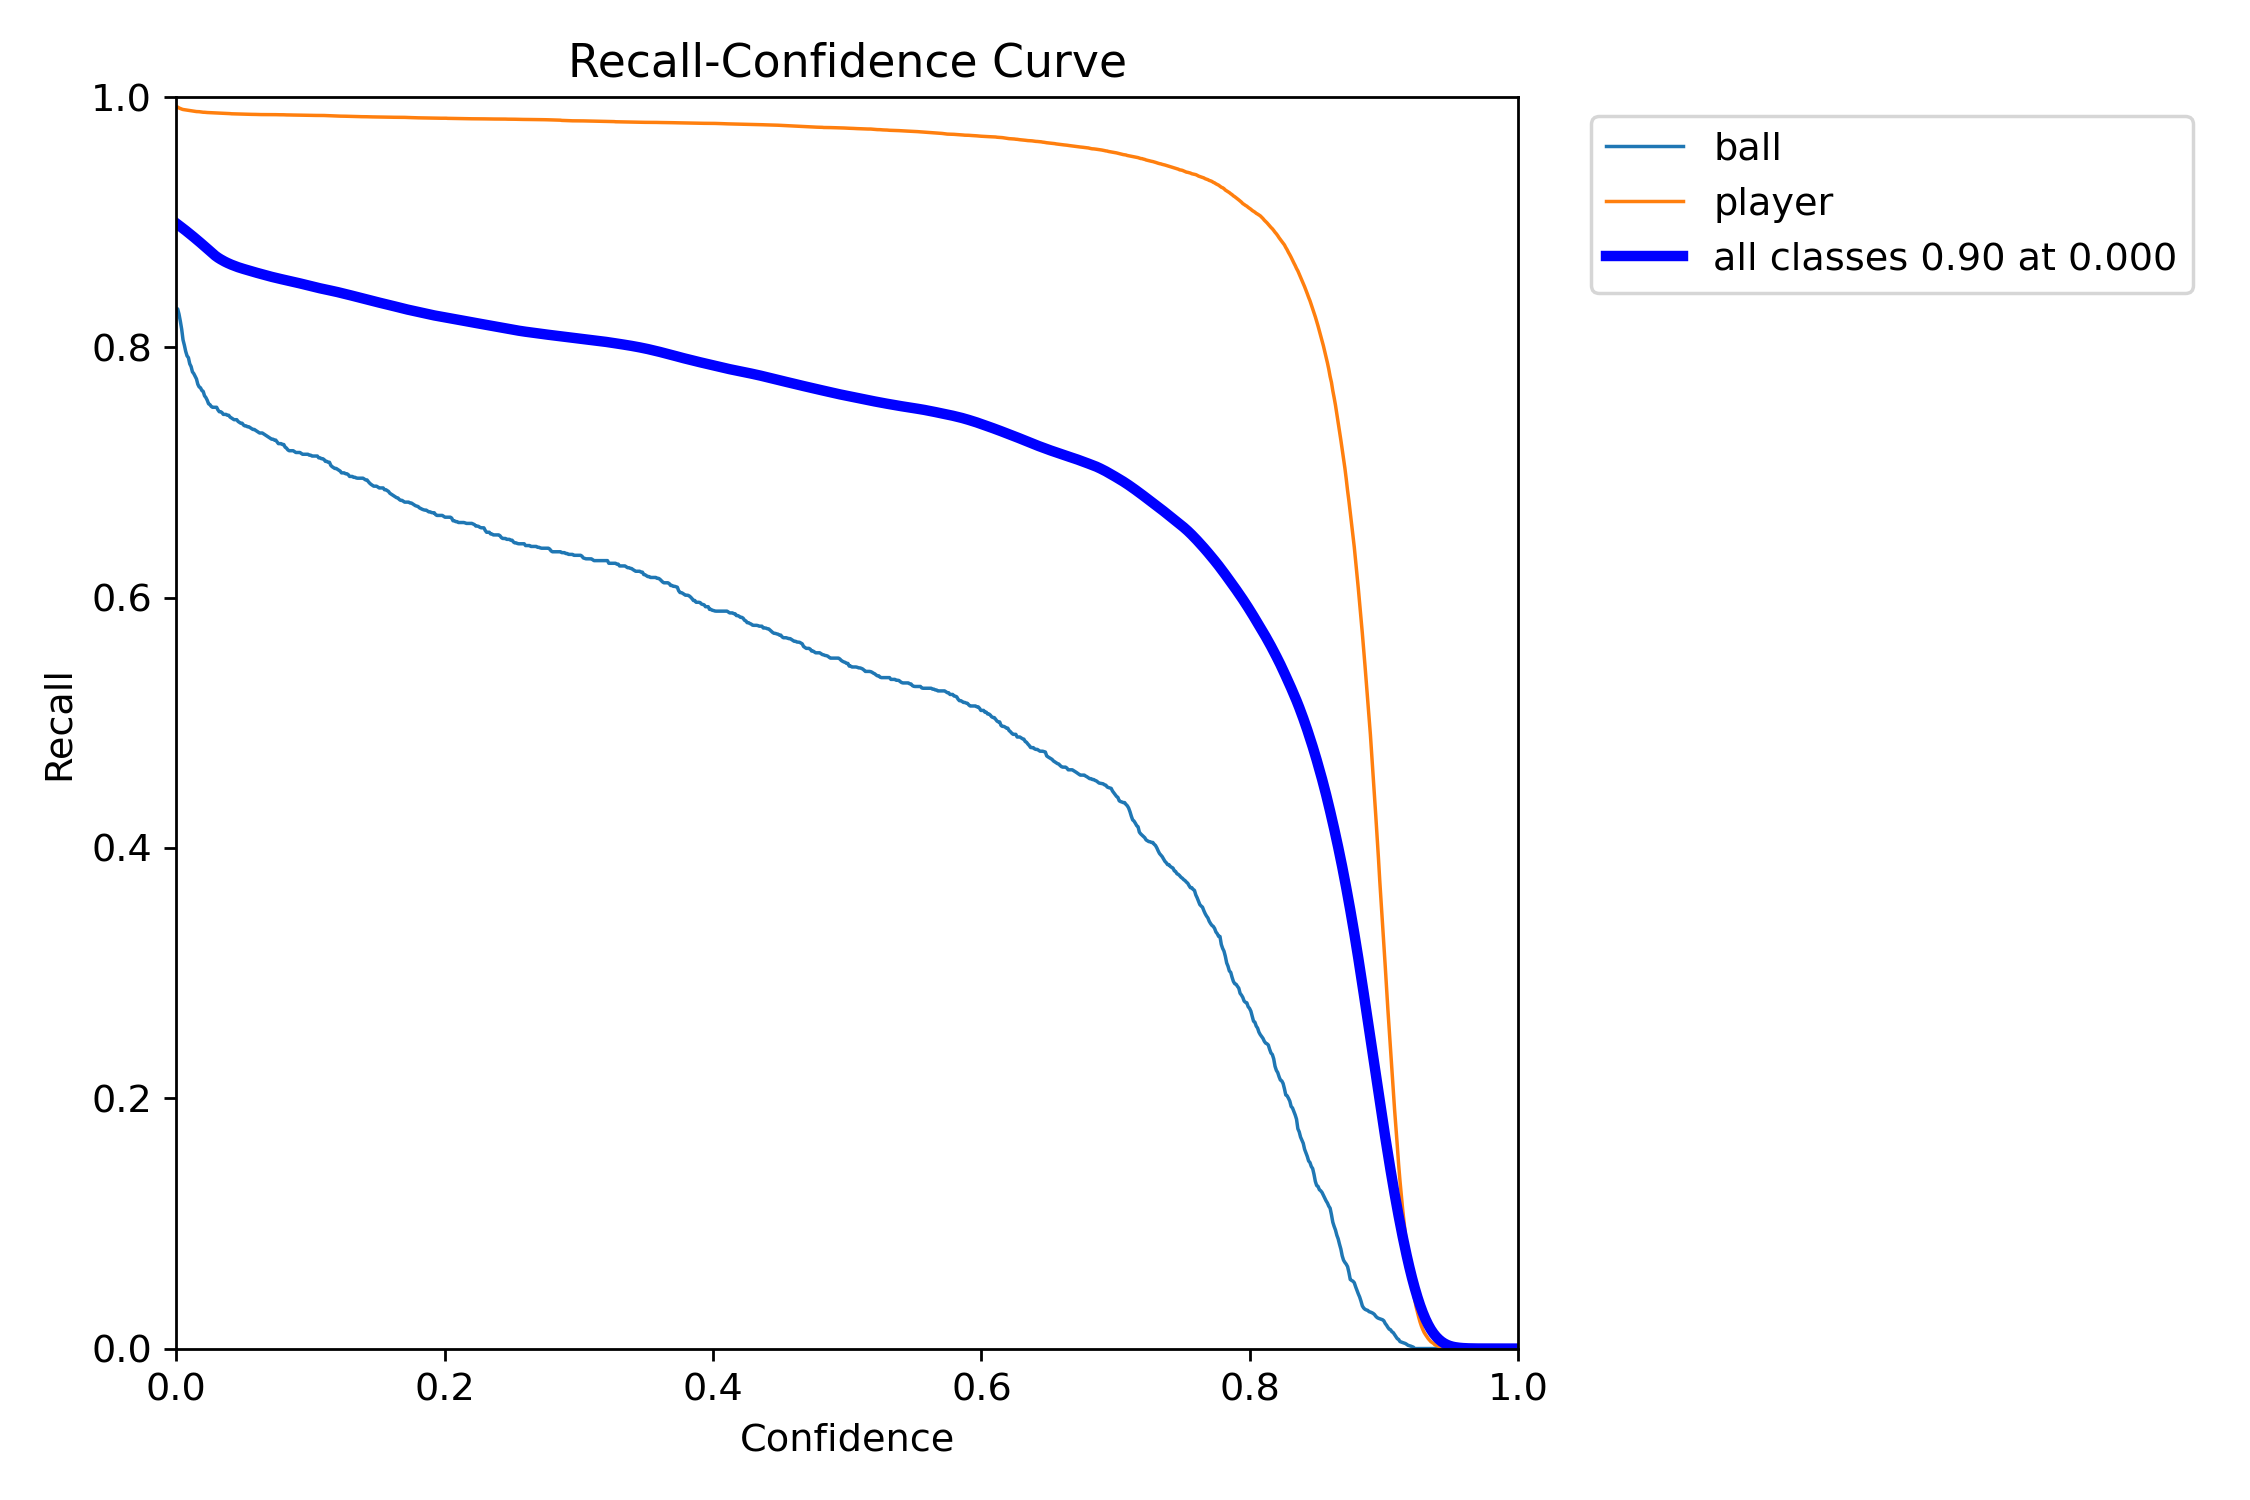 Recall-Confidence Curve
1.0
0.8
0.6
0.4
0.2
0.0
Recall
0.0 0.2 0.4 0.6 0.8 1.0
Confidence
ball
player
all classes 0.90 at 0.000